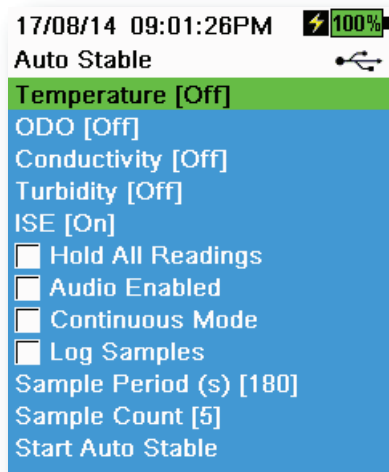 17/08/14 09:01:26PM 100%
Auto Stable
Temperature [Off]
ODO [Off]
Conductivity [Off]
Turbidity [Off]
ISE [On]
Hold All Readings
Audio Enabled
Continuous Mode
Log Samples
Sample Period (s) [180]
Sample Count [5]
Start Auto Stable